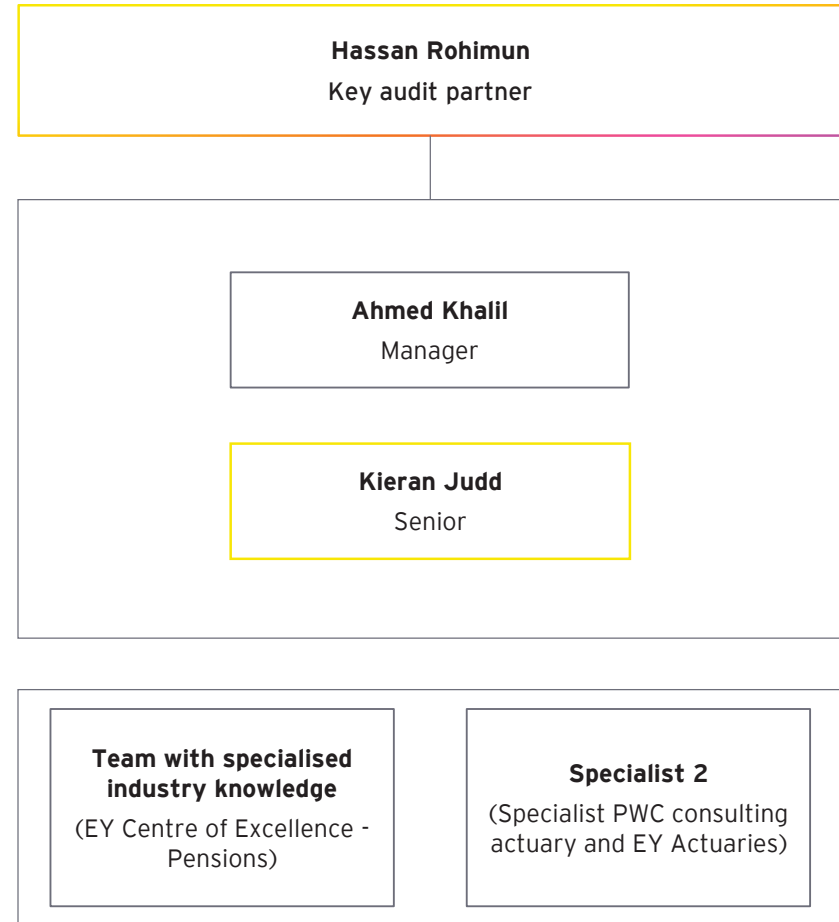 Hassan Rohimun
Key audit partner
Ahmed Khalil
Manager
Kieran Judd
Senior
Team with specialised
industry knowledge
(EY Centre of Excellence -
Pensions)
Specialist 2
(Specialist PWC consulting
actuary and EY Actuaries)